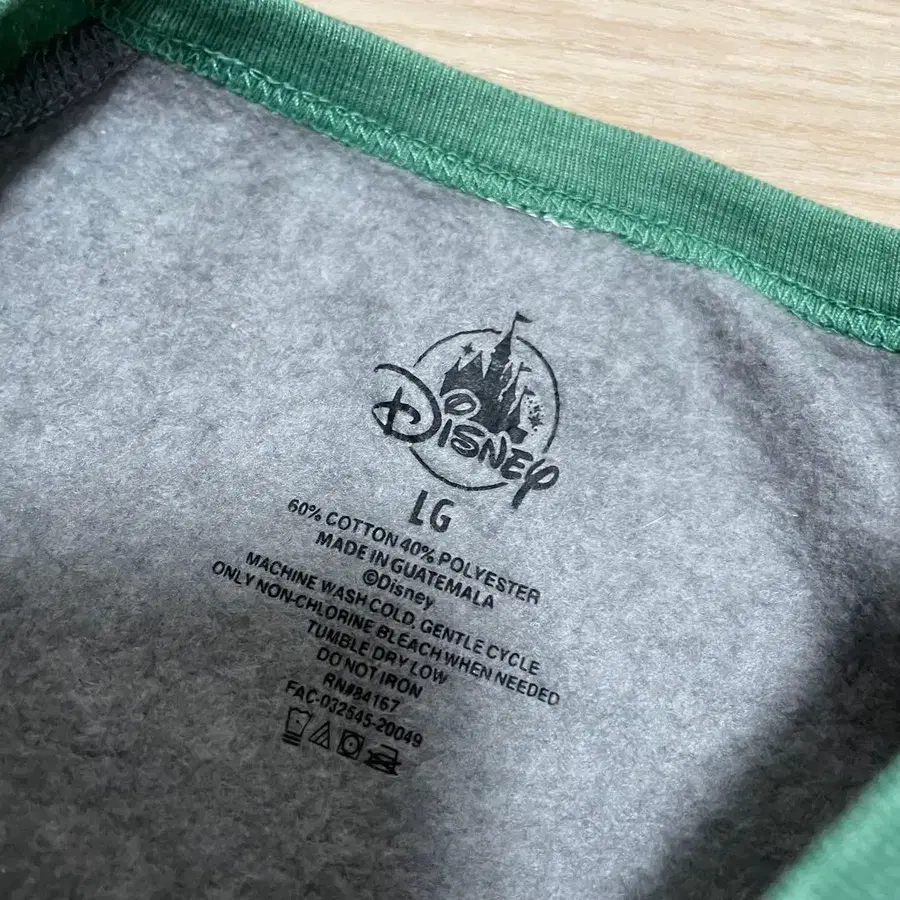 Disney
LG
60% COTTON 40% POLYESTER
MADE IN GUATEMALA
©Disney
MACHINE WASH COLD, GENTLE CYCLE
ONLY NON-CHLORINE BLEACH WHEN NEEDED
TUMBLE DRY LOW
DO NOT IRON
RN#84167
FAC-032545-20049